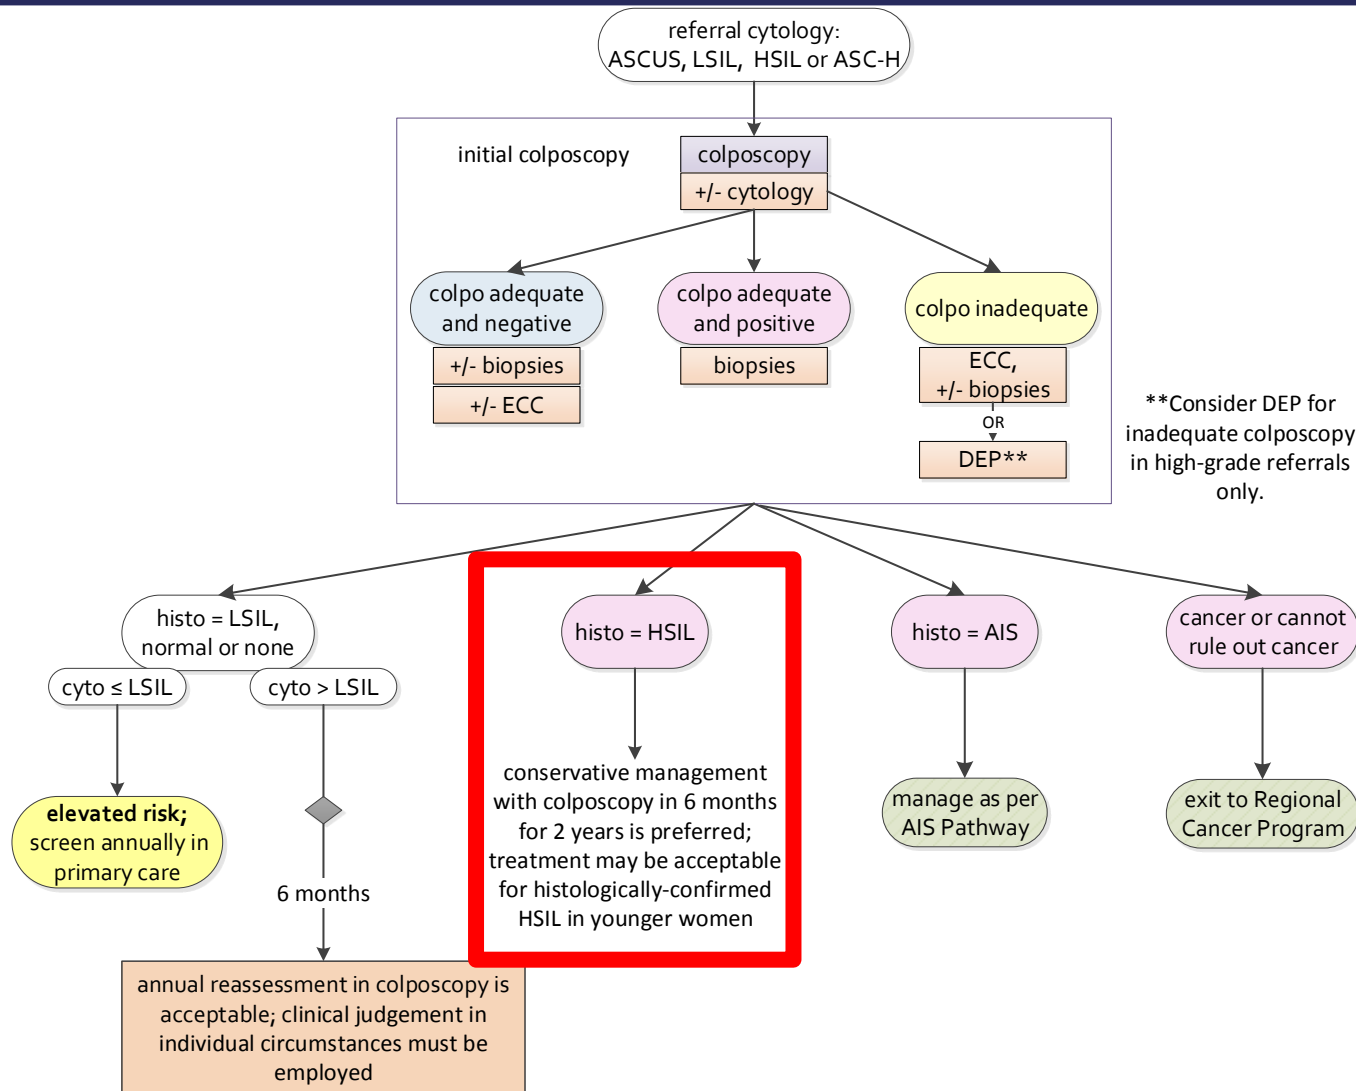 referral cytology:
ASCUS, LSIL, HSIL or ASC-H
initial colposcopy
colposcopy
+/- cytology
colpo adequate
and negative
+/- biopsies
+/- ECC
colpo adequate
and positive
biopsies
colpo inadequate
ECC,
+/- biopsies
OR
DEP**
**Consider DEP for
inadequate colposcopy
in high-grade referrals
only.
histo = LSIL,
normal or none
cyto ≤ LSIL
cyto > LSIL
elevated risk;
screen annually in
primary care
6 months
annual reassessment in colposcopy is
acceptable; clinical judgement in
individual circumstances must be
employed
histo = HSIL
conservative management
with colposcopy in 6 months
for 2 years is preferred;
treatment may be acceptable
for histologically-confirmed
HSIL in younger women
histo = AIS
manage as per
AIS Pathway
cancer or cannot
rule out cancer
exit to Regional
Cancer Program